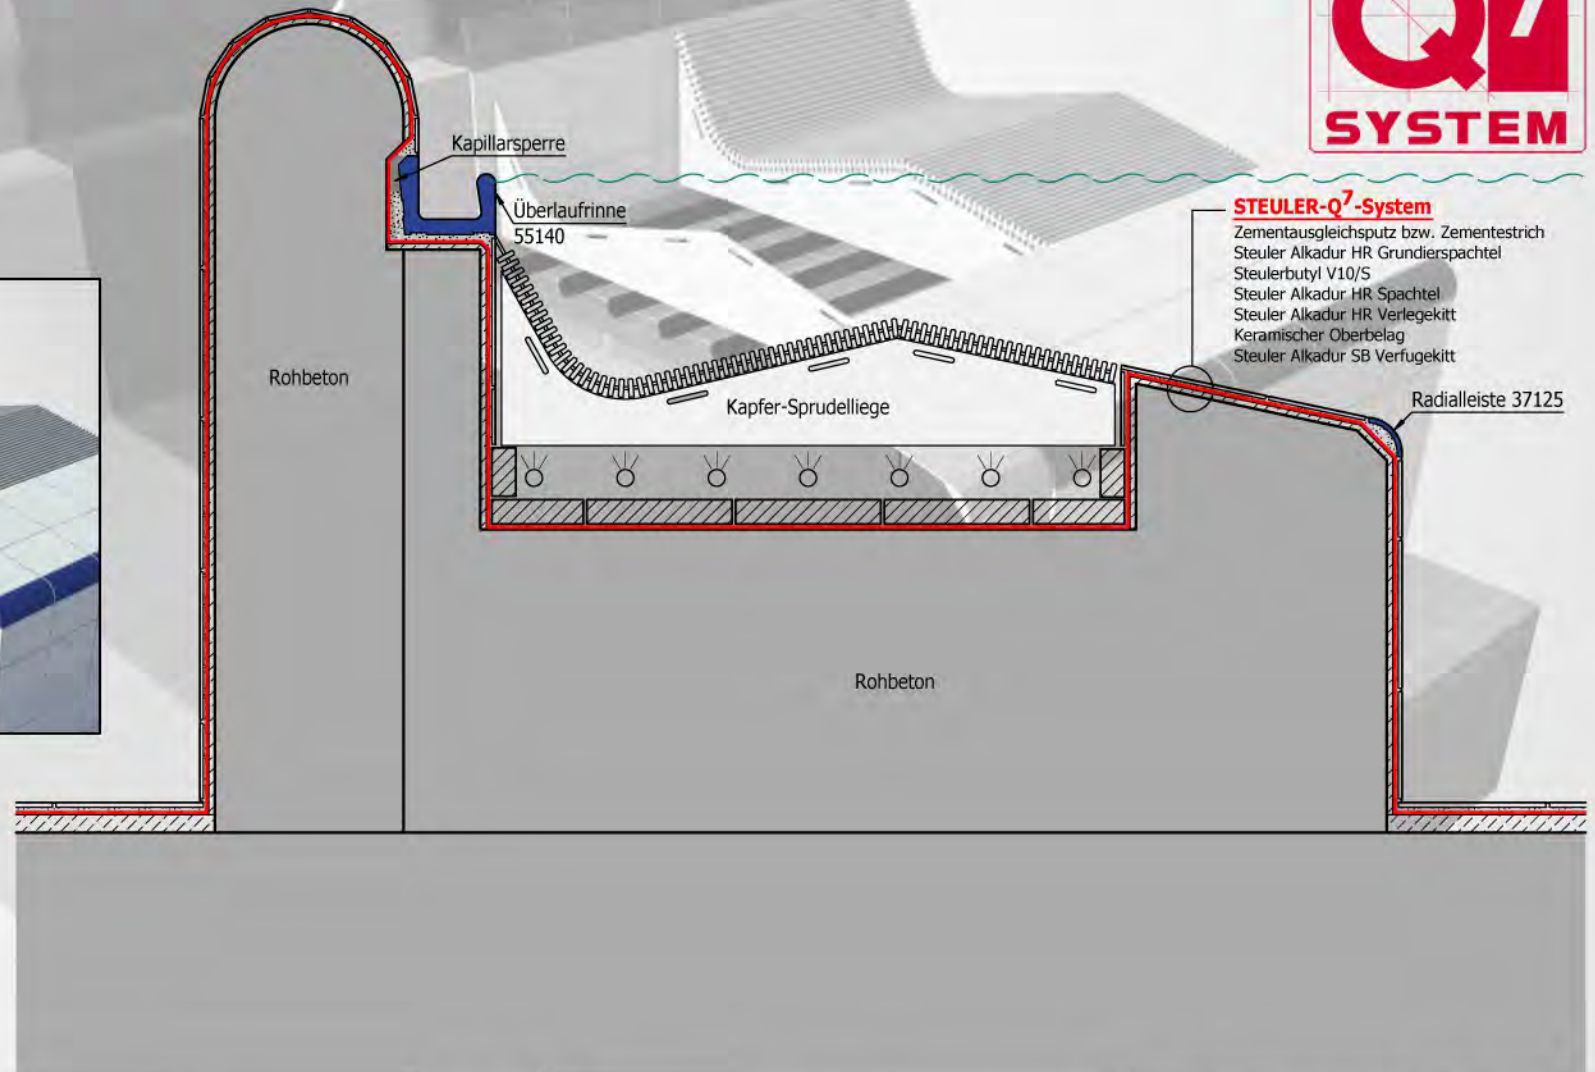 Q7
SYSTEM
Kapillarsperre
Überlaufrinne
55140
STEULER-Q7-System
Zementausgleichsputz bzw. Zementestrich
Steuler Alkadur HR Grundierspachtel
Steulerbutyl V10/S
Steuler Alkadur HR Spachtel
Steuler Alkadur HR Verlegekitt
Keramischer Oberbelag
Steuler Alkadur SB Verfugekitt
Rohbeton
Kapfer-Sprudelliege
Radialleiste 37125
Rohbeton